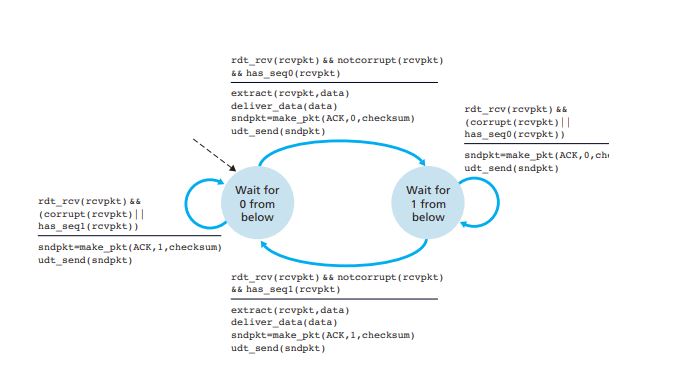 rdt_rcv(rcvpkt) && notcorrupt(rcvpkt)
&& has_seq0(rcvpkt)
extract(rcvpkt,data)
deliver_data(data)
sndpkt=make_pkt(ACK,0,checksum)
udt_send(sndpkt)
rdt_rcv(rcvpkt) &&
(corrupt(rcvpkt)||
has_seq0(rcvpkt))
sndpkt=make_pkt(ACK,0,che
udt_send(sndpkt)
Wait for
0 from
below
Wait for
1 from
below
rdt_rcv(rcvpkt) &&
(corrupt(rcvpkt)||
has_seq1(rcvpkt))
sndpkt=make_pkt(ACK,1,checksum)
udt_send(sndpkt)
rdt_rcv(rcvpkt) && notcorrupt(rcvpkt)
&& has_seq1(rcvpkt)
extract(rcvpkt,data)
deliver_data(data)
sndpkt=make_pkt(ACK,1,checksum)
udt_send(sndpkt)